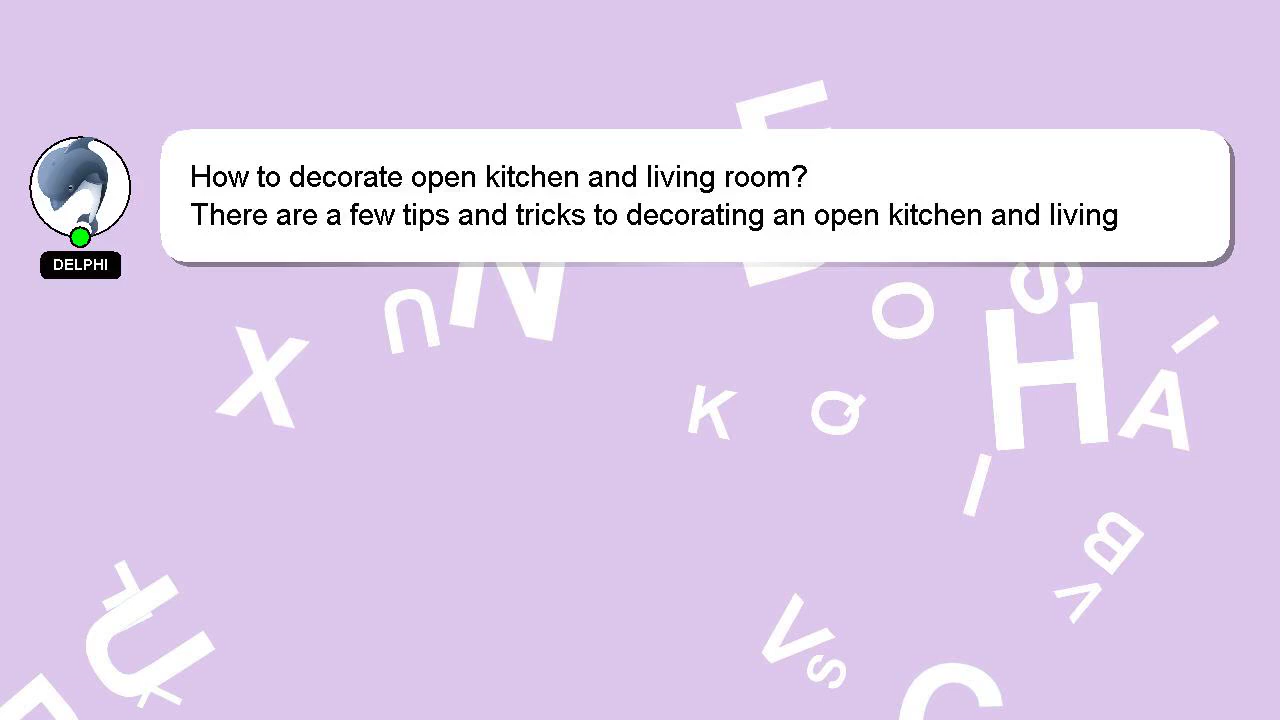 How to decorate open kitchen and living room?
There are a few tips and tricks to decorating an open kitchen and living
DELPHI
L
N
U
X
O
S
H
I
A
K
Q
I
B
V
U
V
S
C